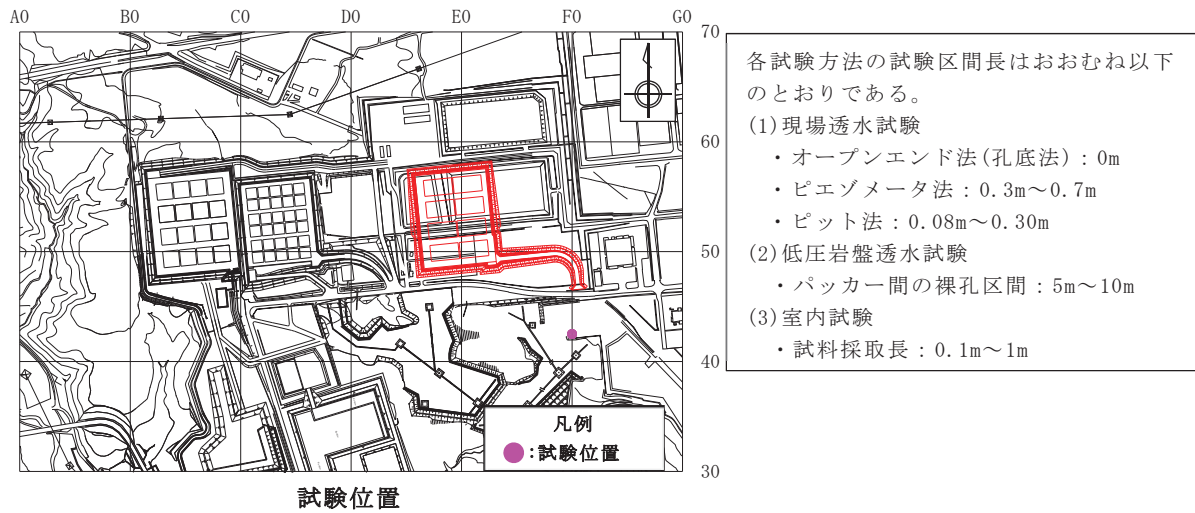 A0 B0 C0 D0 E0 F0 G0
70
60
50
40
30
凡例
:試験位置
試験位置
各試験方法の試験区間長はおおむね以下
のとおりである。
(1)現場透水試験
・オープンエンド法(孔底法)：0m
・ピエゾメータ法：0.3m～0.7m
・ピット法：0.08m～0.30m
(2)低圧岩盤透水試験
・パッカー間の裸孔区間：5m～10m
(3)室内試験
・試料採取長：0.1m～1m